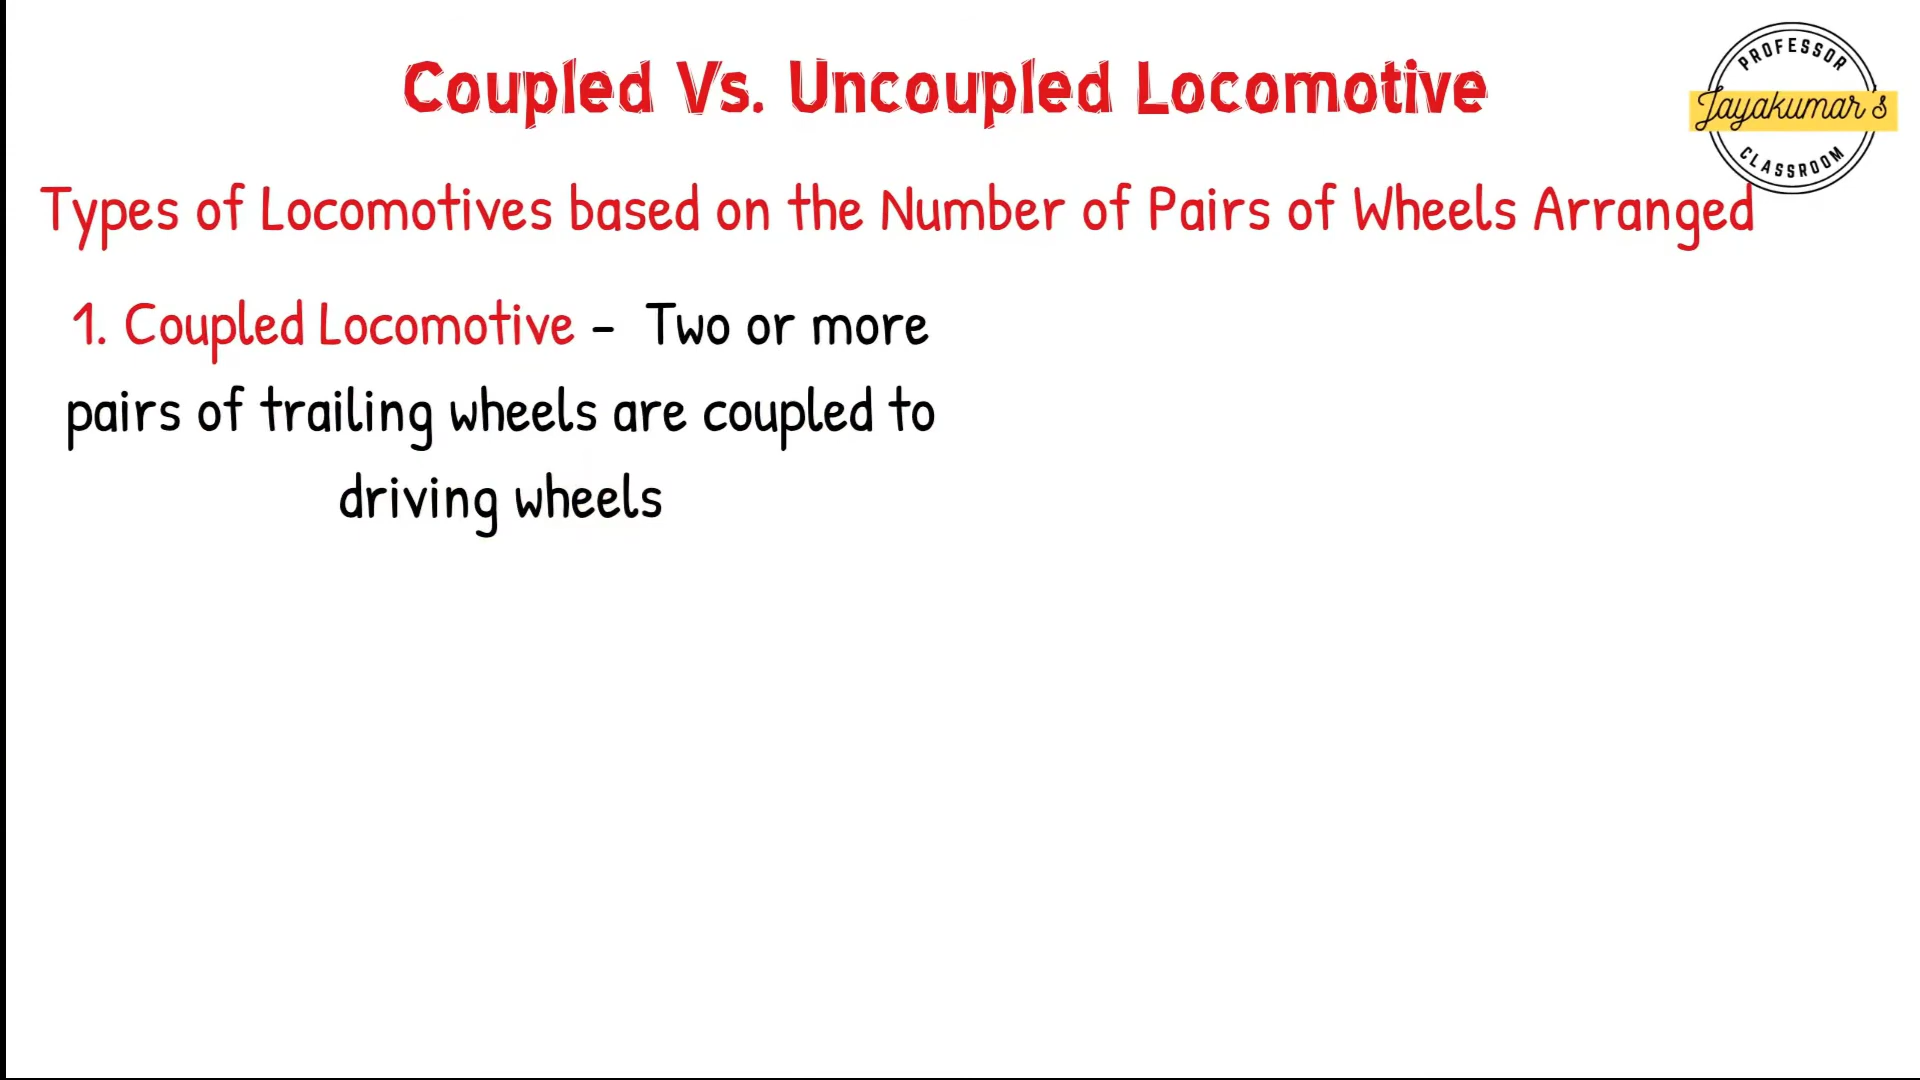 Coupled Vs. Uncoupled Locomotive
PROFESSOR
Jayakumar's
CLASSROOM
Types of Locomotives based on the Number of Pairs of Wheels Arranged
1. Coupled Locomotive - Two or more
pairs of trailing wheels are coupled to
driving wheels